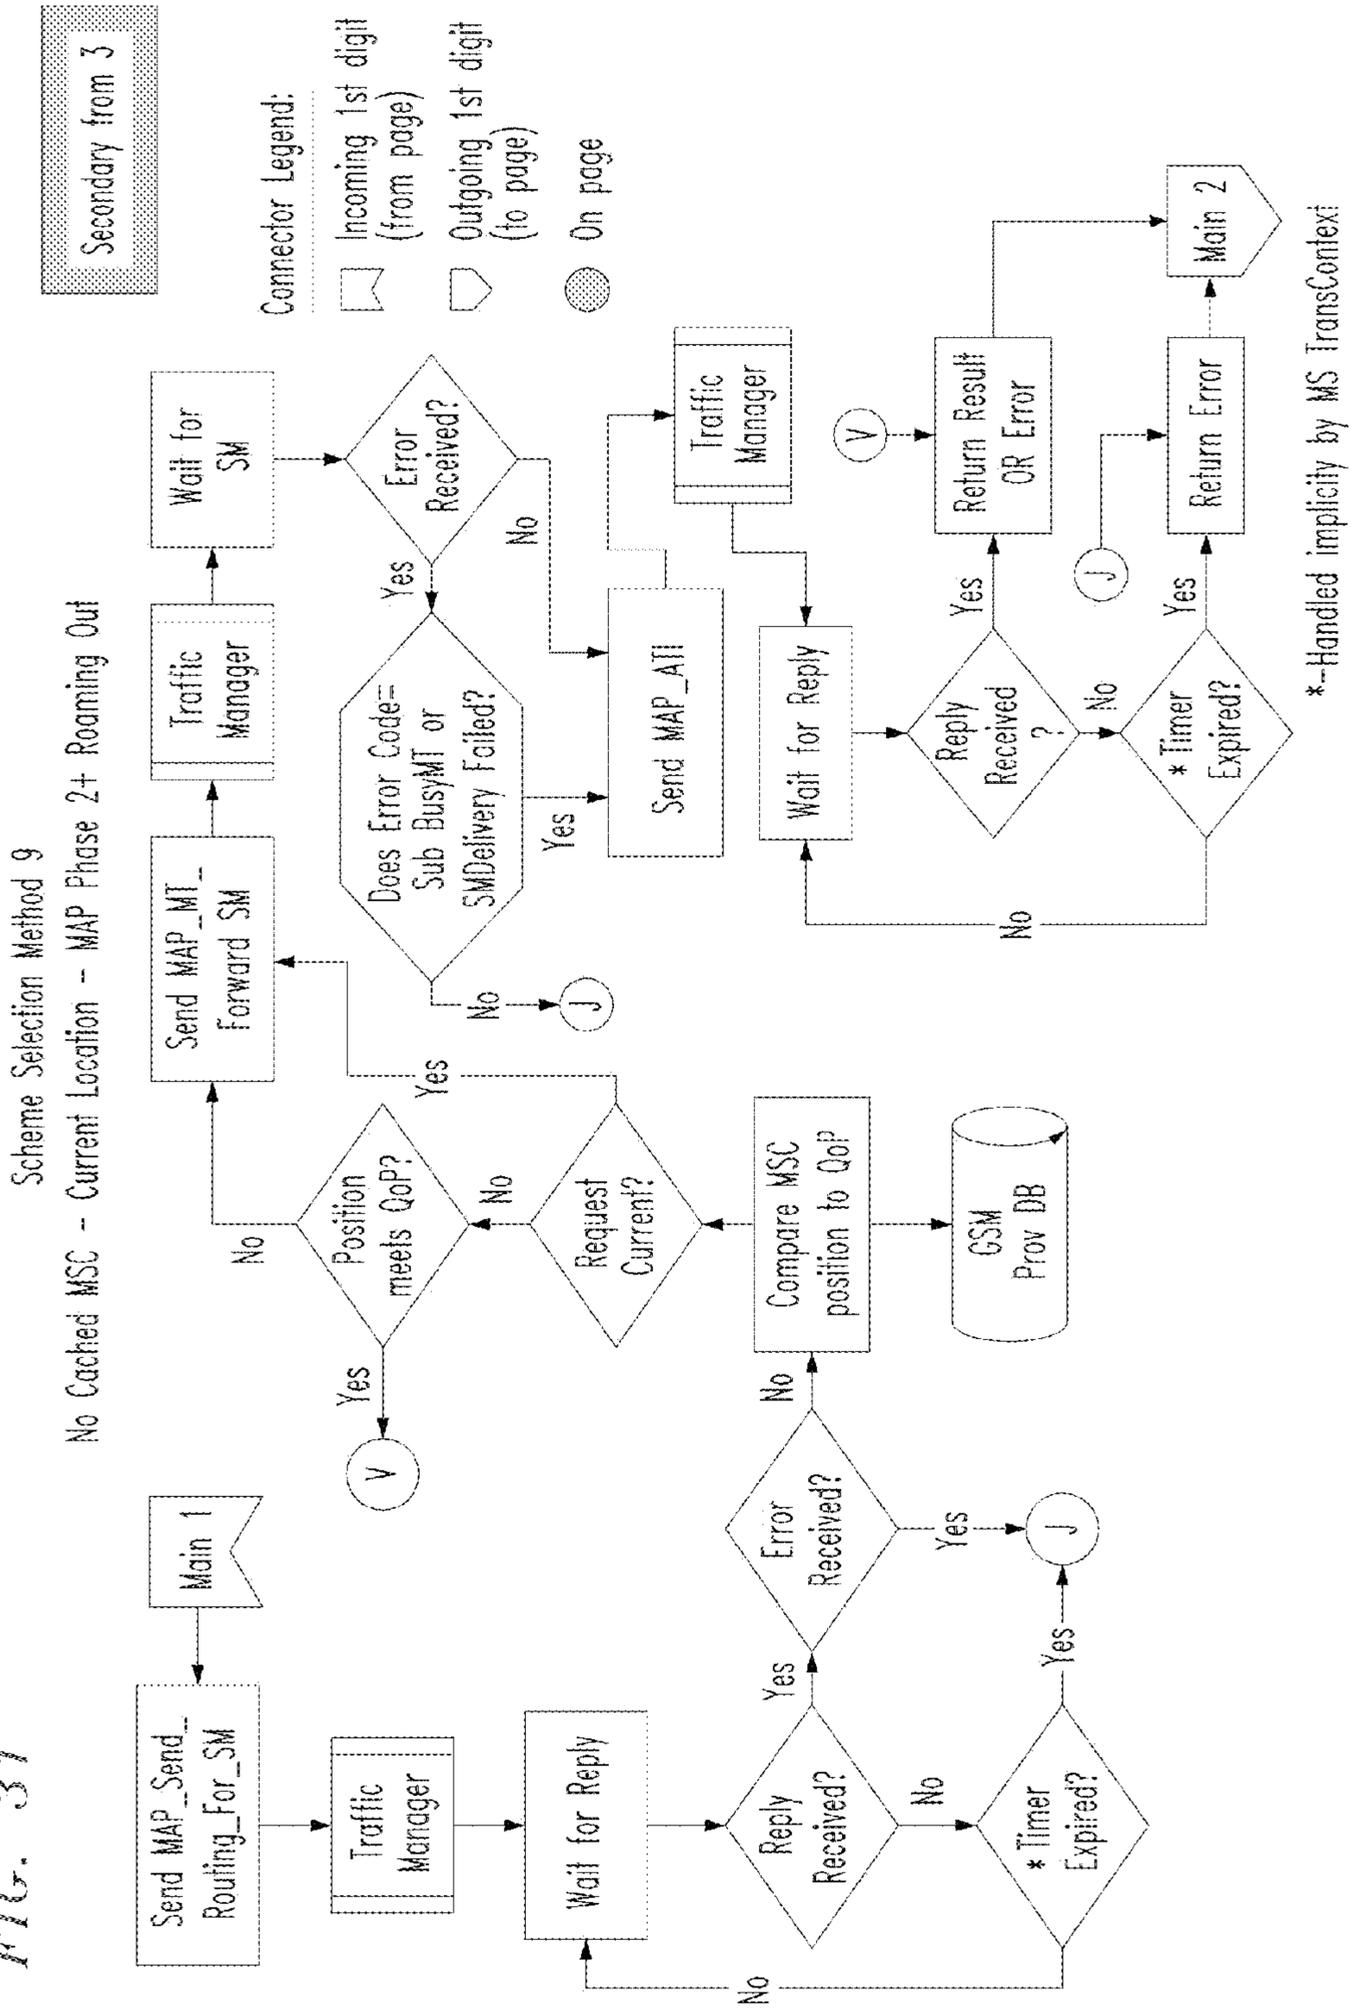 FIG. 37
Scheme Selection Method 9
No Cached MSC - Current Location - MAP Phase 2+ Roaming Out
Secondary from 3
Connector Legend:
Incoming 1st digit
(from page)
Outgoing 1st digit
(to page)
On page
Main 1
Send MAP_Send_
Routing_For_SM
Traffic
Manager
Wait for Reply
Reply
Received?
Yes
No
* Timer
Expired?
Yes
No
Error
Received?
Yes
No
J
Compare MSC
position to QoP
GSM
Prov DB
Request
Current?
Yes
No
Position
meets QoP?
Yes
V
No
Send MAP_MT_
Forward SM
Traffic
Manager
Wait for
SM
Error
Received?
Yes
No
Does Error Code=
Sub BusyMT or
SMDelivery Failed?
No
J
Yes
Send MAP_ATI
Traffic
Manager
Wait for Reply
Reply
Received
?
Yes
No
V
Return Result
OR Error
* Timer
Expired?
Yes
No
J
Return Error
Main 2
*-Handled implicity by MS TransContext